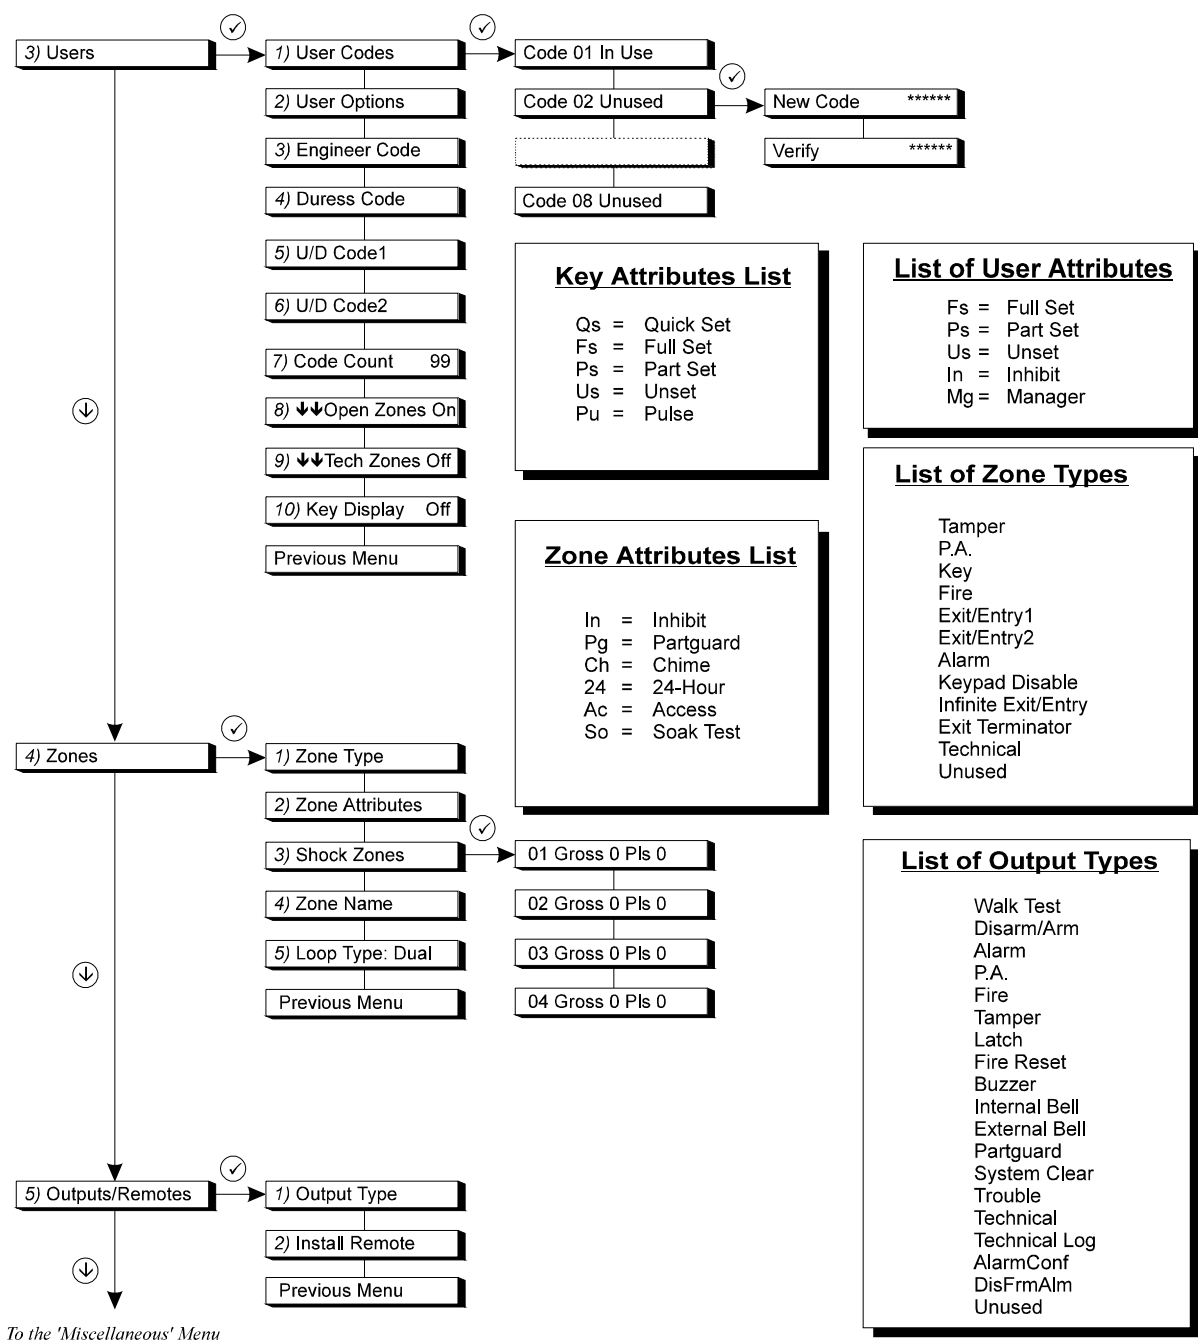 3) Users
1) User Codes
2) User Options
3) Engineer Code
4) Duress Code
5) U/D Code1
6) U/D Code2
7) Code Count 99
8) ↓↓Open Zones On
9) ↓↓Tech Zones Off
10) Key Display Off
Previous Menu
Code 01 In Use
Code 02 Unused
Code 08 Unused
New Code ******
Verify ******
Key Attributes List
Qs = Quick Set
Fs = Full Set
Ps = Part Set
Us = Unset
Pu = Pulse
List of User Attributes
Fs = Full Set
Ps = Part Set
Us = Unset
In = Inhibit
Mg = Manager
Zone Attributes List
In = Inhibit
Pg = Partguard
Ch = Chime
24 = 24-Hour
Ac = Access
So = Soak Test
List of Zone Types
Tamper
P.A.
Key
Fire
Exit/Entry1
Exit/Entry2
Alarm
Keypad Disable
Infinite Exit/Entry
Exit Terminator
Technical
Unused
4) Zones
1) Zone Type
2) Zone Attributes
3) Shock Zones
4) Zone Name
5) Loop Type: Dual
Previous Menu
01 Gross 0 Pls 0
02 Gross 0 Pls 0
03 Gross 0 Pls 0
04 Gross 0 Pls 0
List of Output Types
Walk Test
Disarm/Arm
Alarm
P.A.
Fire
Tamper
Latch
Fire Reset
Buzzer
Internal Bell
External Bell
Partguard
System Clear
Trouble
Technical
Technical Log
AlarmConf
DisFrmAlm
Unused
5) Outputs/Remotes
1) Output Type
2) Install Remote
Previous Menu
To the 'Miscellaneous' Menu